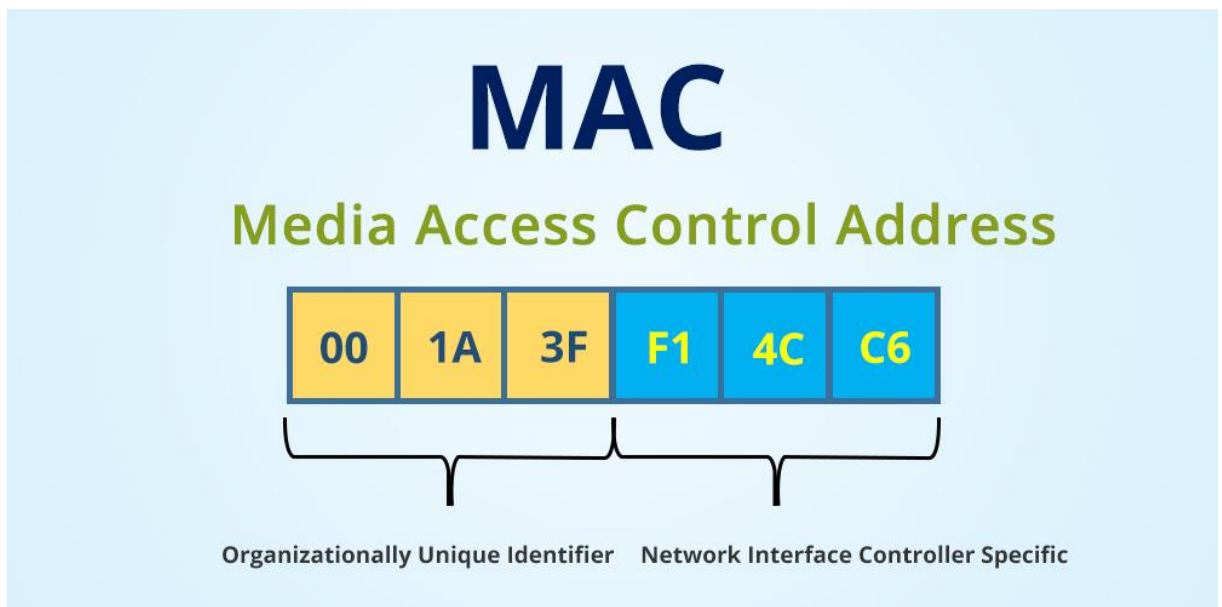 MAC
Media Access Control Address
00 1A 3F F1 4C C6
Organizationally Unique Identifier Network Interface Controller Specific